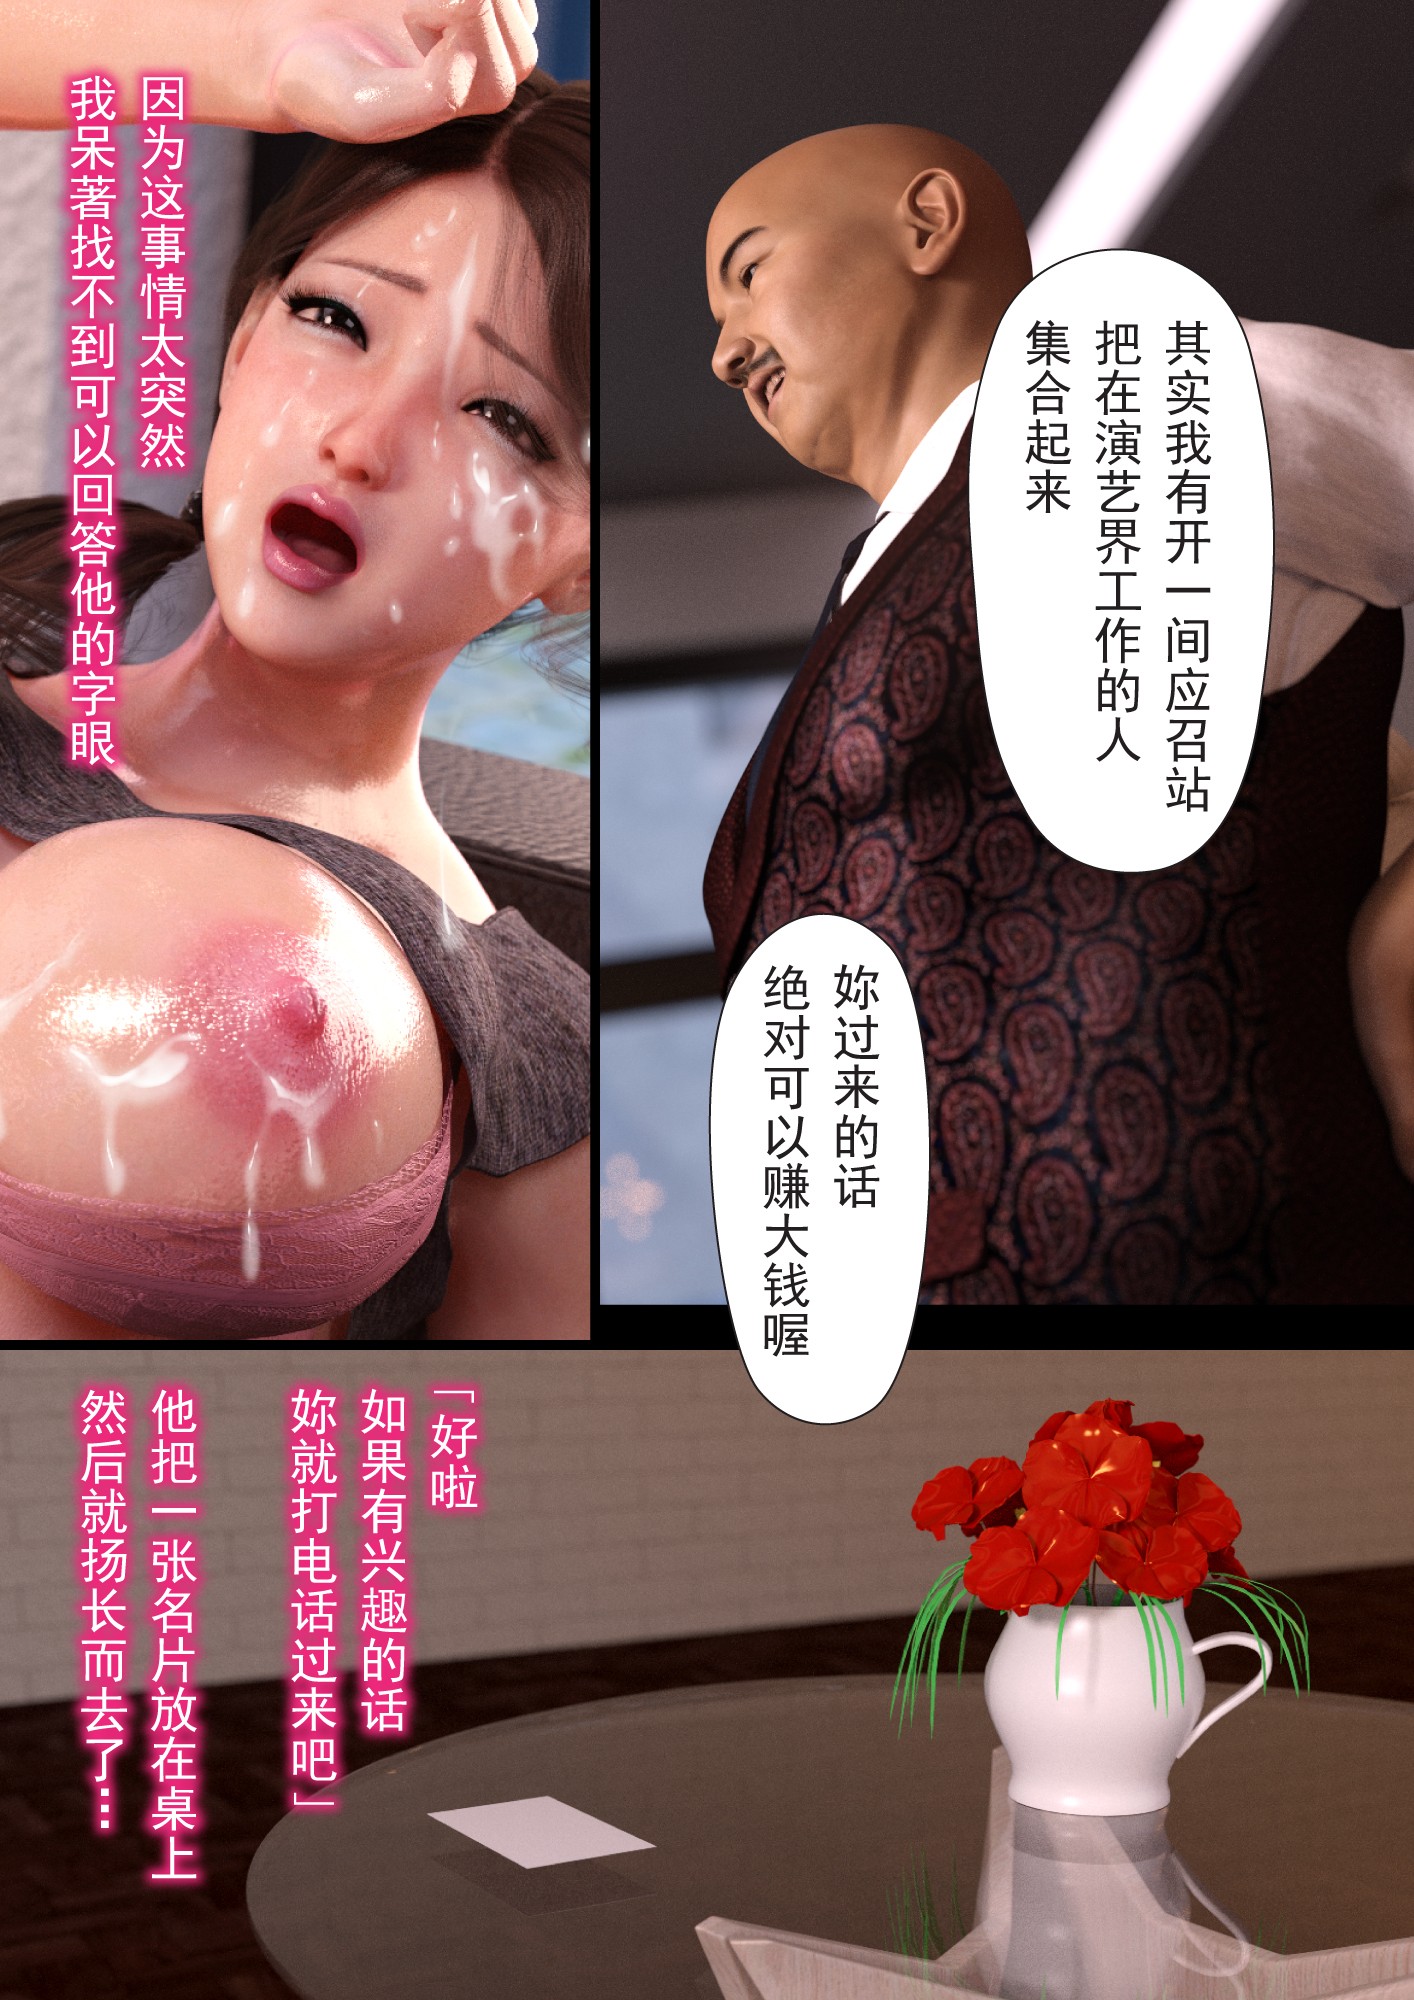 其实我有开一间应召站
把在演艺界工作的人
集合起来
妳过来的话
绝对可以赚大钱喔
因为这事情太突然
我呆著找不到可以回答他的字眼
「好啦
如果有兴趣的话
妳就打电话过来吧」
他把一张名片放在桌上
然后就扬长而去了…